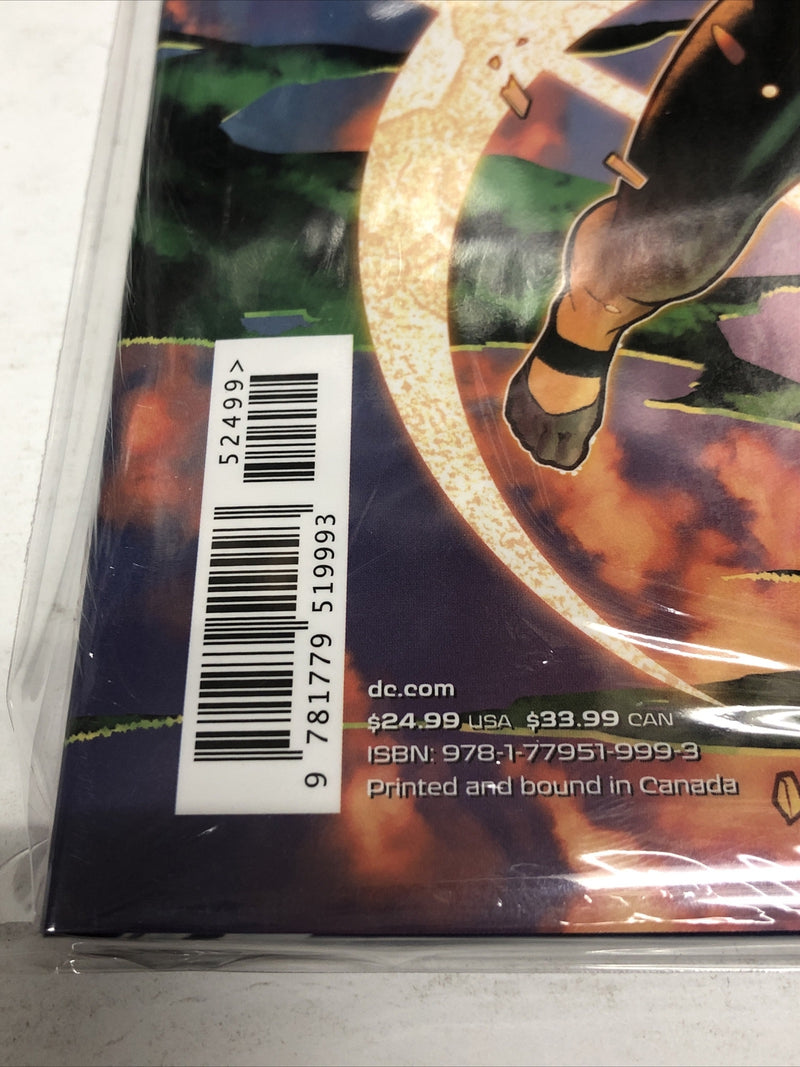 52499>
9 781779 519993
dc.com
$24.99 USA $33.99 CAN
ISBN: 978-1-77951-999-3
Printed and bound in Canada